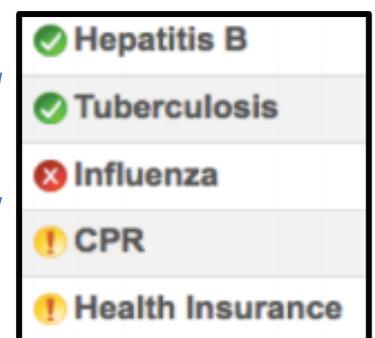 Hepatitis B
Tuberculosis
Influenza
CPR
Health Insurance